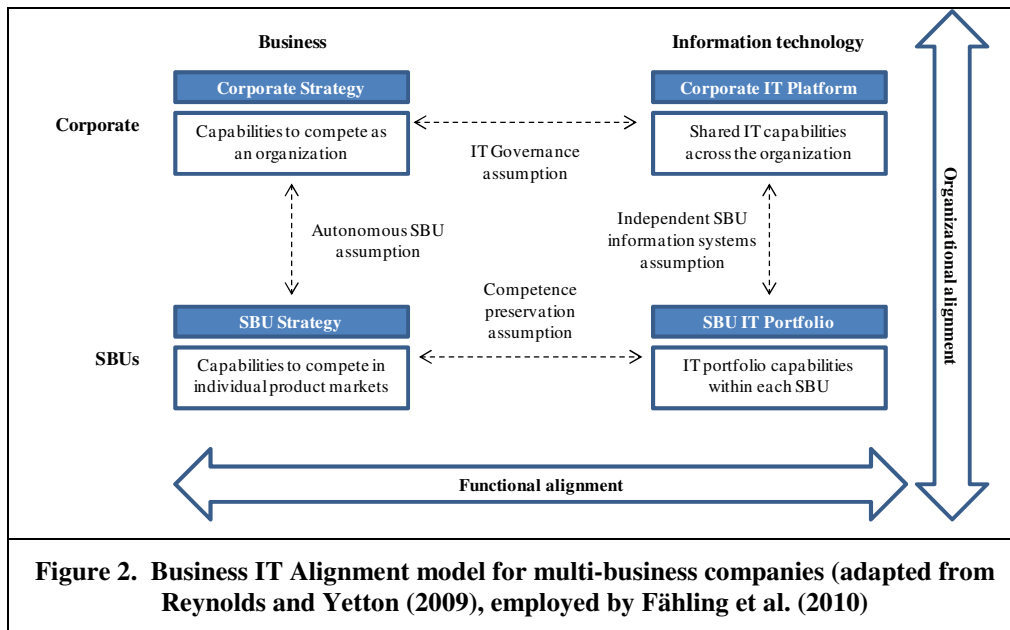 Business
Information technology
Corporate Strategy
Corporate IT Platform
Corporate
Capabilities to compete as
an organization
IT Governance
assumption
Shared IT capabilities
across the organization
Autonomous SBU
assumption
Independent SBU
information systems
assumption
Competence
preservation
assumption
SBU Strategy
SBU IT Portfolio
SBUs
Capabilities to compete in
individual product markets
IT portfolio capabilities
within each SBU
Organizational alignment
Functional alignment
Figure 2. Business IT Alignment model for multi-business companies (adapted from
Reynolds and Yetton (2009), employed by Fähling et al. (2010)